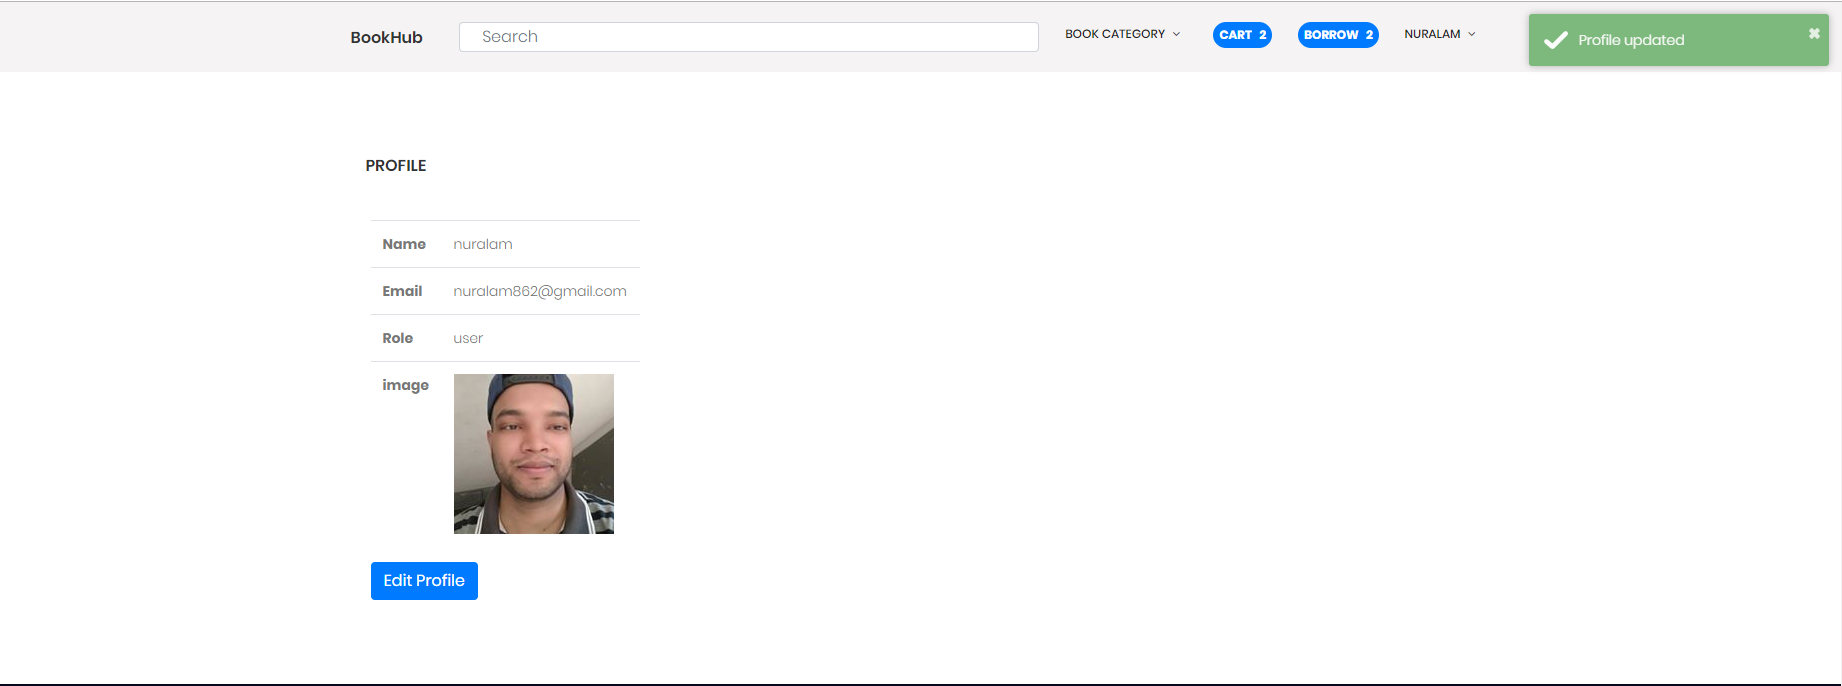 BookHub
Search
BOOK CATEGORY
CART 2
BORROW 2
NURALAM
Profile updated
PROFILE
Name nuralam
Email nuralam862@gmail.com
Role user
image
Edit Profile